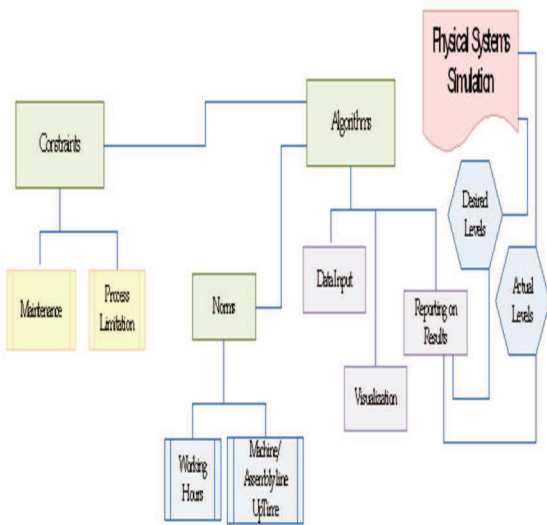 Physical Systems
Simulation
Algorithms
Constraints
Desired
Levels
Data Input
Actual
Levels
Maintenance
Process
Limitation
Norms
Reporting on
Results
Visualization
Working
Hours
Machine/
Assembly line
UpTime